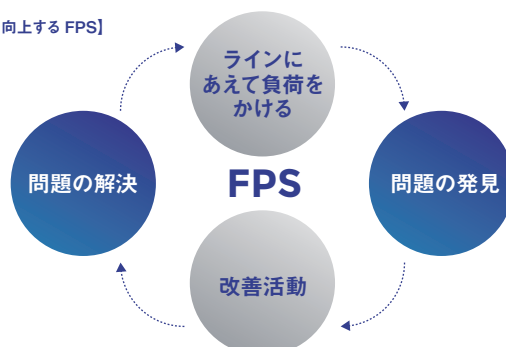 向上する FPS】
ラインに
あえて負荷を
かける
問題の解決
FPS
問題の発見
改善活動